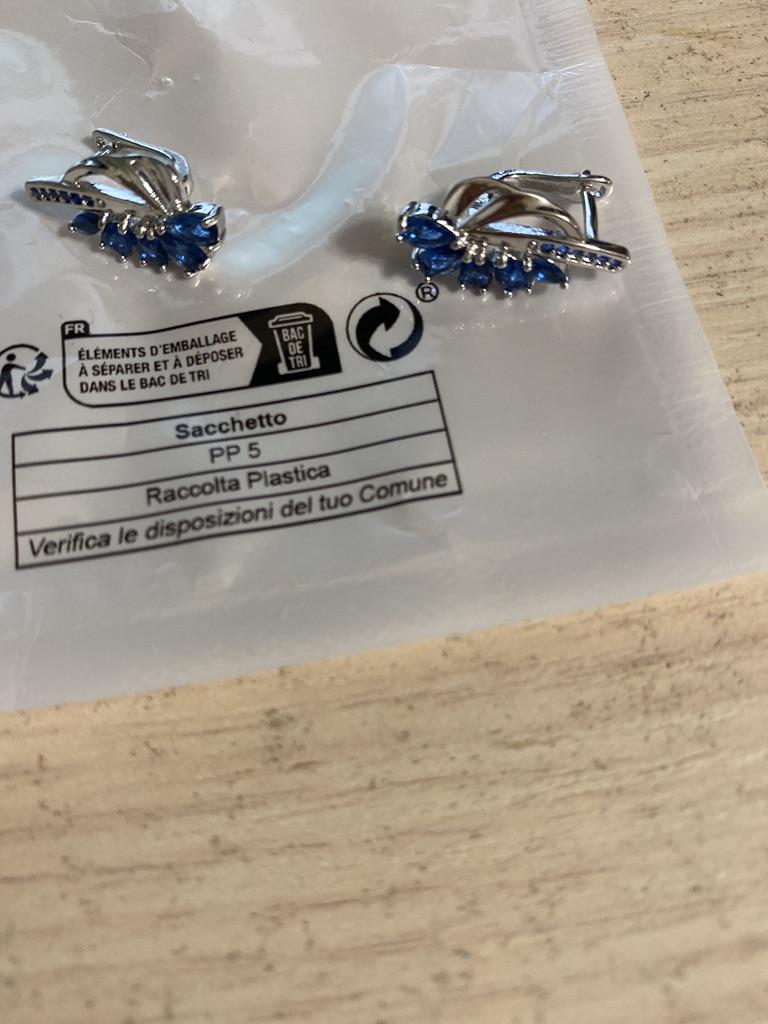 FR
ÉLÉMENTS D'EMBALLAGE
À SÉPARER ET À DÉPOSER
DANS LE BAC DE TRI
BAC
DE
TRI
®
Sacchetto
PP 5
Raccolta Plastica
Verifica le disposizioni del tuo Comune